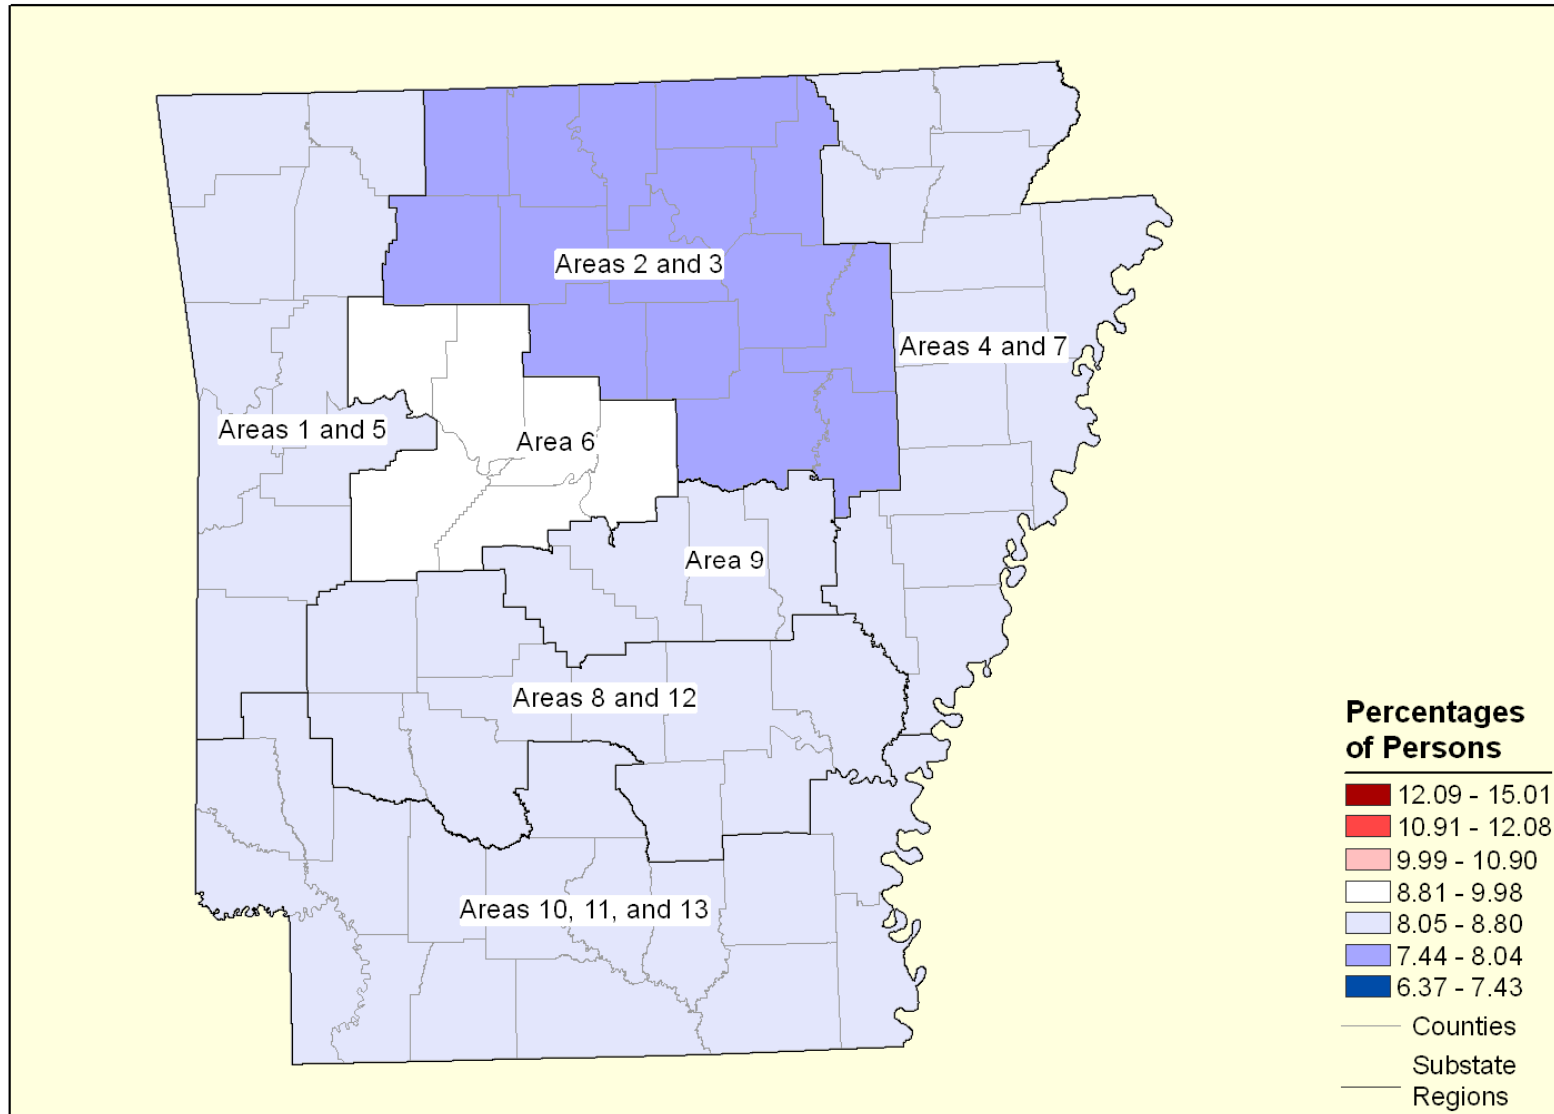 Areas 2 and 3
Areas 4 and 7
Areas 1 and 5
Area 6
Area 9
Areas 8 and 12
Areas 10, 11, and 13
Percentages
of Persons
12.09 - 15.01
10.91 - 12.08
9.99 - 10.90
8.81 - 9.98
8.05 - 8.80
7.44 - 8.04
6.37 - 7.43
Counties
Substate
Regions